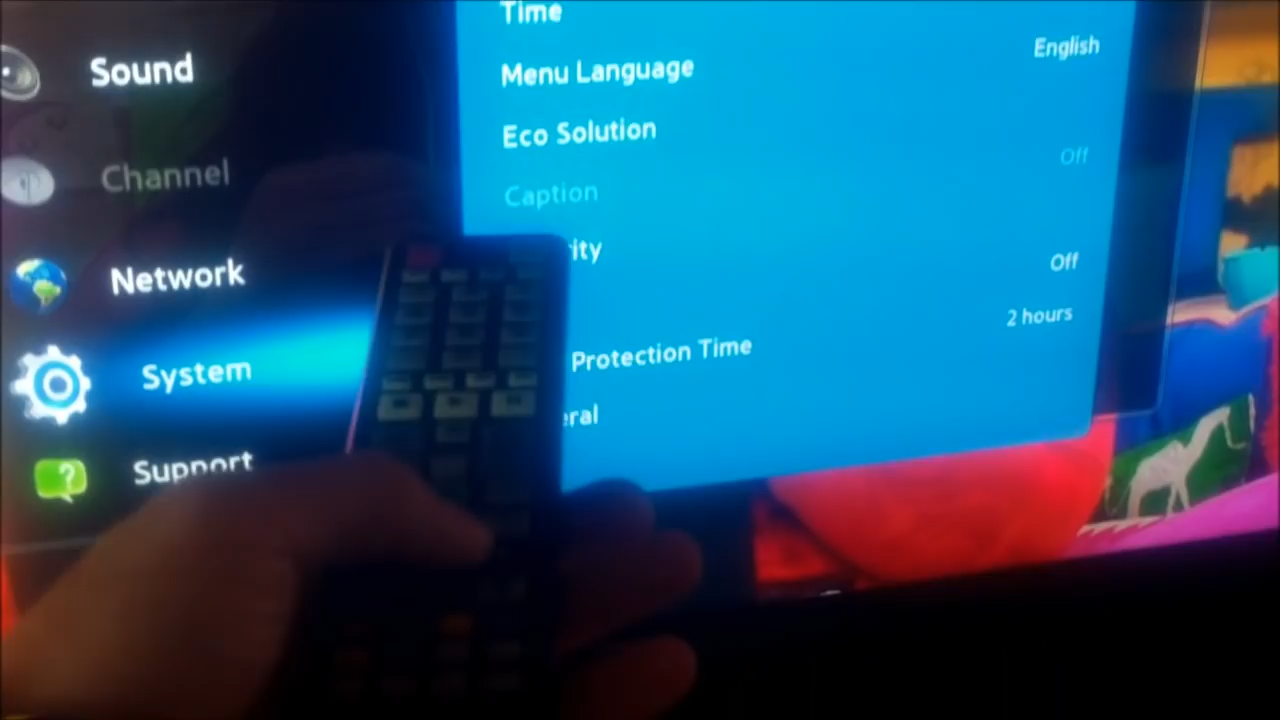 Sound
Channel
Network
System
Support
Time
Menu Language English
Eco Solution
Caption Off
rity
Off
Protection Time 2 hours
eral